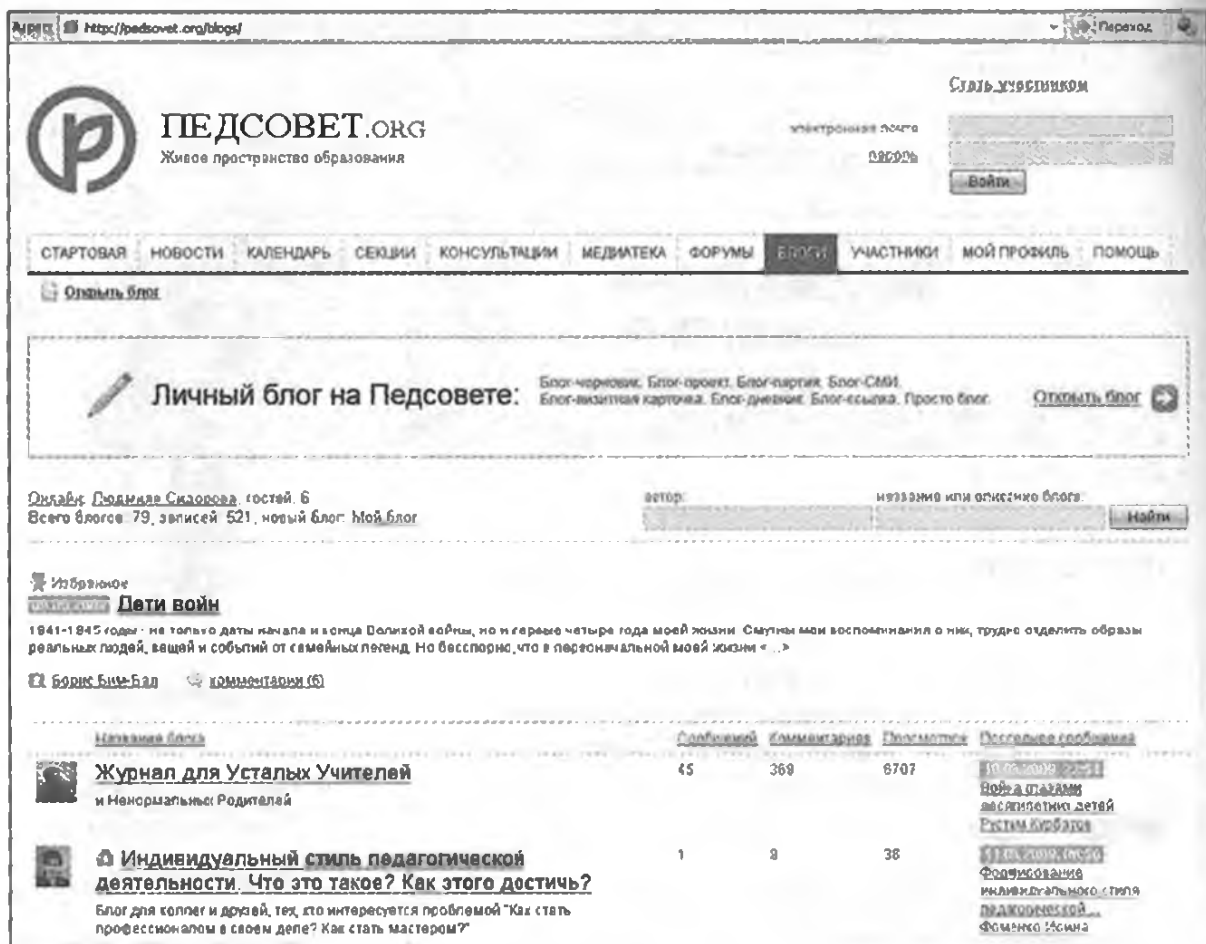 Адрес http://pedsovet.org/blogs/ Переход
Стать участником
ПЕДСОВЕТ.ORG
Живое пространство образования
электронная почта
пароль
Войти
СТАРТОВАЯ НОВОСТИ КАЛЕНДАРЬ СЕКЦИИ КОНСУЛЬТАЦИИ МЕДИАТЕКА ФОРУМЫ БЛОГИ УЧАСТНИКИ МОЙ ПРОФИЛЬ ПОМОЩЬ
Открыть блог
Личный блог на Педсовете:
Блог-черновик. Блог-проект. Блог-партия. Блог-СМИ.
Блог-визитная карточка. Блог-дневник. Блог-ссылка. Просто блог.
Открыть блог
Онлайн: Людмила Сидорова, гостей: 6
Всего блогов: 79, записей: 521, новый блог: Мой блог
автор: название или описание блога:
Найти
Избранное
Дети войн
1941-1945 годы - не только даты начала и конца Великой войны, но и первые четыре года моей жизни. Смутны мои воспоминания о них, трудно отделить образы
реальных людей, вещей и событий от семейных легенд. Но бесспорно, что в первоначальной моей жизни «...»
Борис Бим-Бад комментарии (6)
Название блога Сообщений Комментариев Просмотров Последнее сообщение
Журнал для Усталых Учителей 45 369 6707
и Ненормальных Родителей
Война глазами
десятилетних детей
Рустам Курбатов
Индивидуальный стиль педагогической
деятельности. Что это такое? Как этого достичь? 1 38
Блог для коллег и друзей, тех, кто интересуется проблемой "Как стать
профессионалом в своем деле? Как стать мастером?"
Формирование
индивидуального стиля
педагогической...
Фоменко